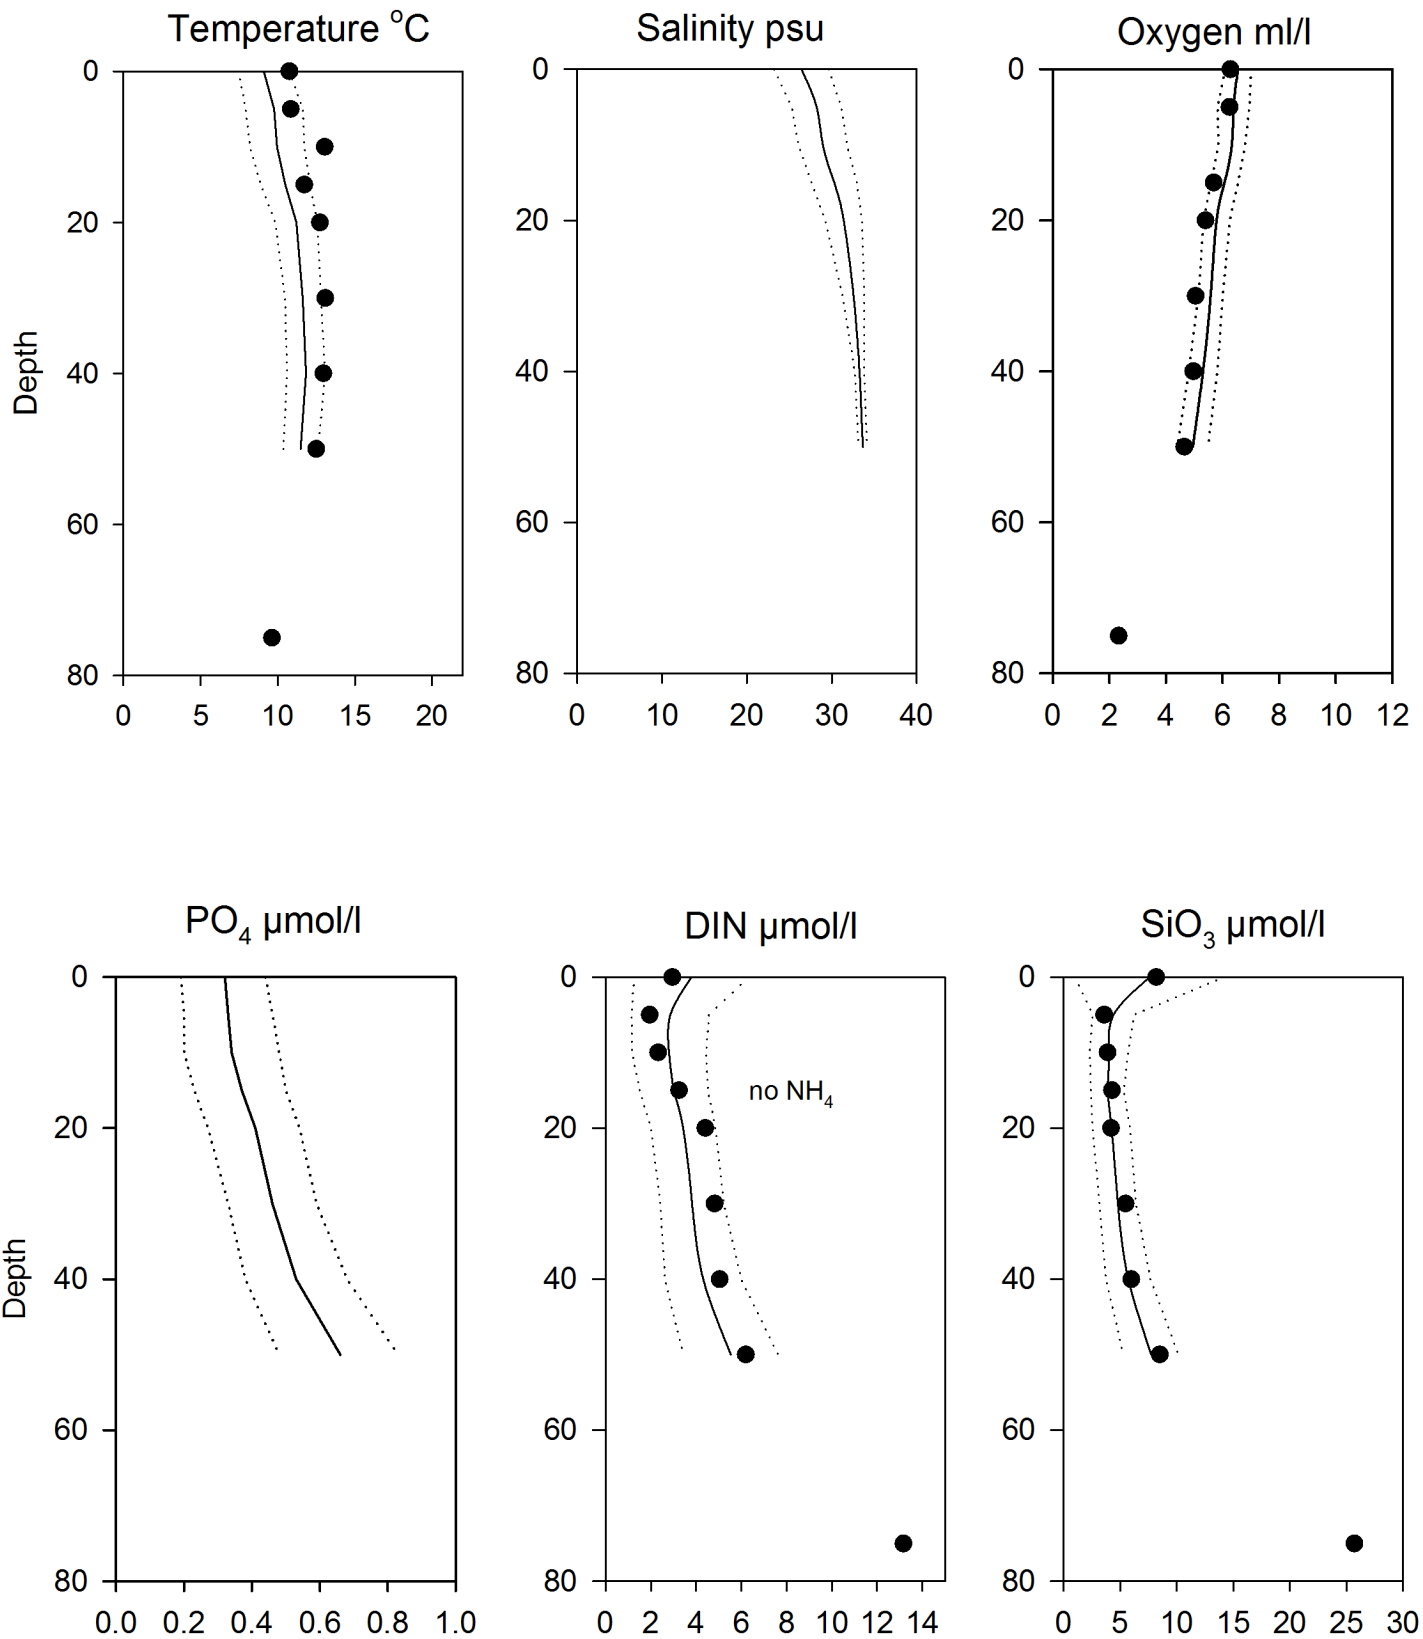 Temperature °C
Salinity psu
Oxygen ml/l
0
20
40
60
80
Depth
0 5 10 15 20
0
20
40
60
80
0 10 20 30 40
0
20
40
60
80
0 2 4 6 8 10 12
PO₄ µmol/l
DIN µmol/l
SiO₃ µmol/l
0
20
40
60
80
Depth
0.0 0.2 0.4 0.6 0.8 1.0
0
20
40
60
80
no NH₄
0 2 4 6 8 10 12 14
0
20
40
60
80
0 5 10 15 20 25 30